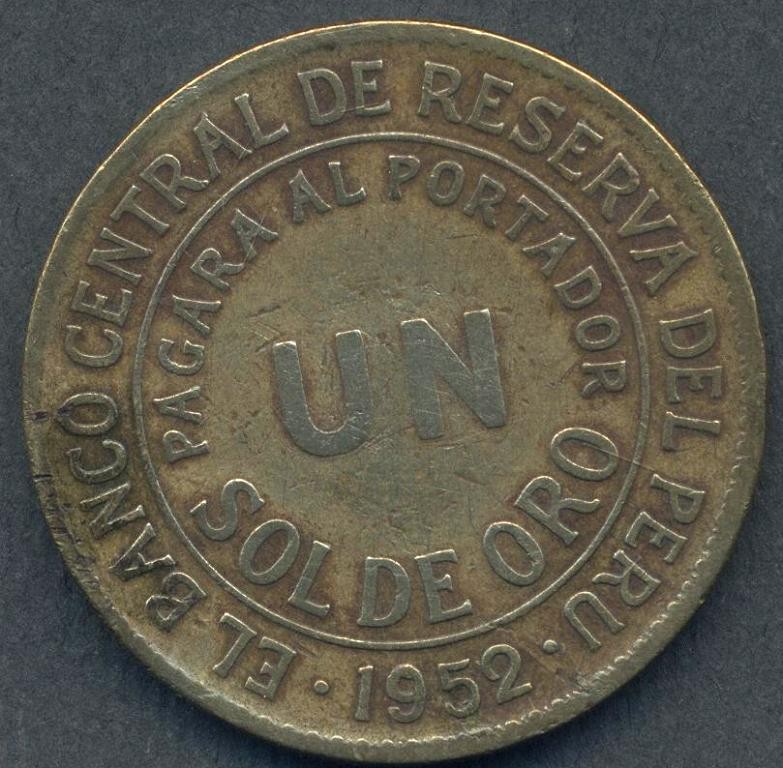 EL BANCO CENTRAL DE RESERVA DEL PERU
· 1952 ·
PAGARA AL PORTADOR
UN
SOL DE ORO